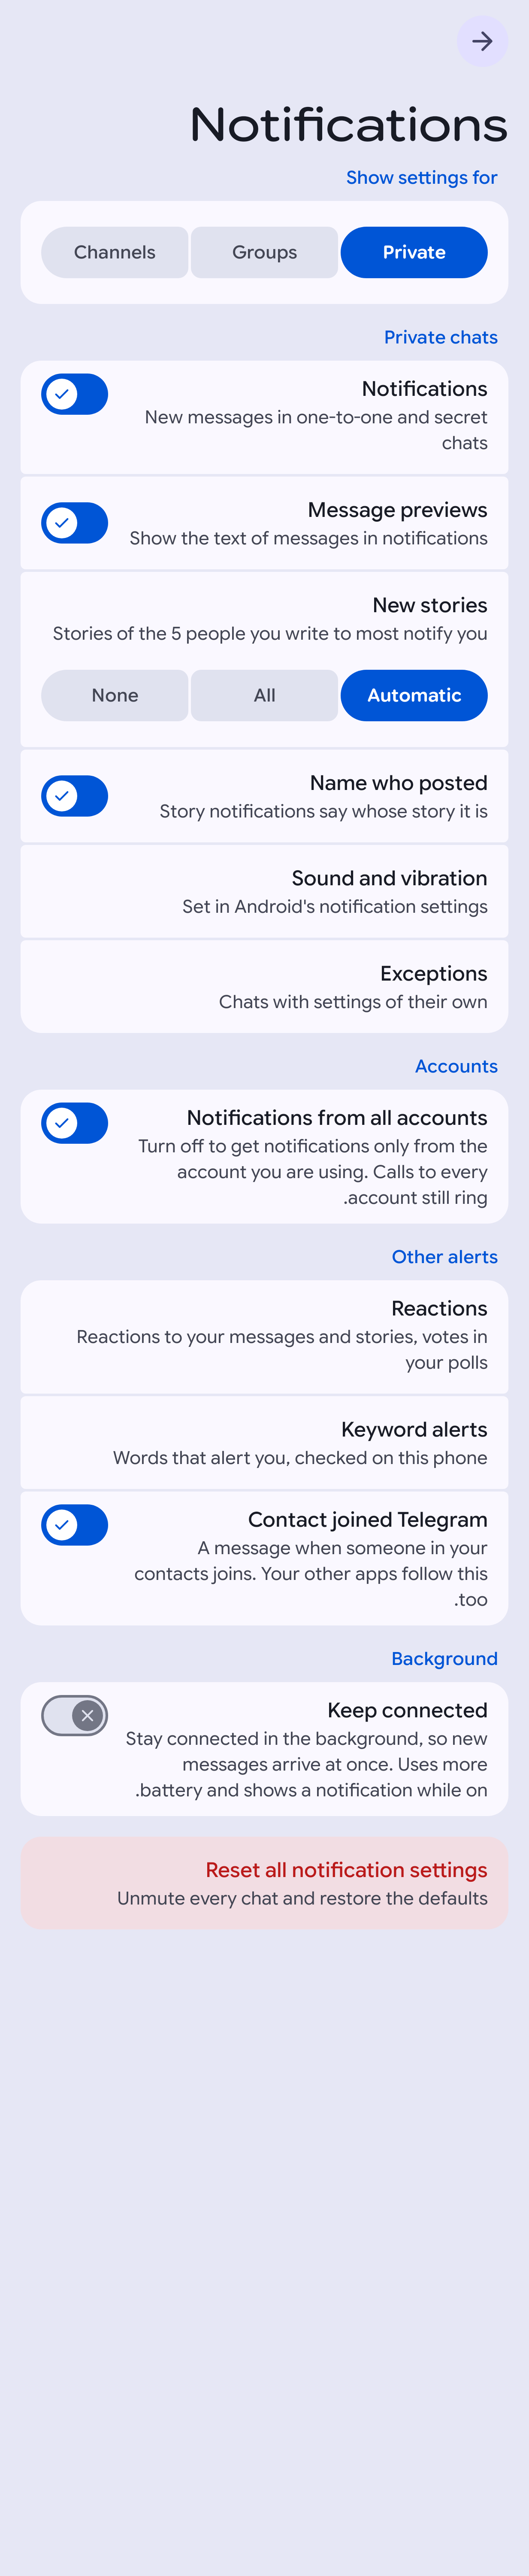 Notifications
Show settings for
Private
Groups
Channels
Private chats
Notifications
New messages in one-to-one and secret
chats
Message previews
Show the text of messages in notifications
New stories
Stories of the 5 people you write to most notify you
Automatic
All
None
Name who posted
Story notifications say whose story it is
Sound and vibration
Set in Android's notification settings
Exceptions
Chats with settings of their own
Accounts
Notifications from all accounts
Turn off to get notifications only from the
account you are using. Calls to every
.account still ring
Other alerts
Reactions
Reactions to your messages and stories, votes in
your polls
Keyword alerts
Words that alert you, checked on this phone
Contact joined Telegram
A message when someone in your
contacts joins. Your other apps follow this
.too
Background
Keep connected
Stay connected in the background, so new
messages arrive at once. Uses more
.battery and shows a notification while on
Reset all notification settings
Unmute every chat and restore the defaults